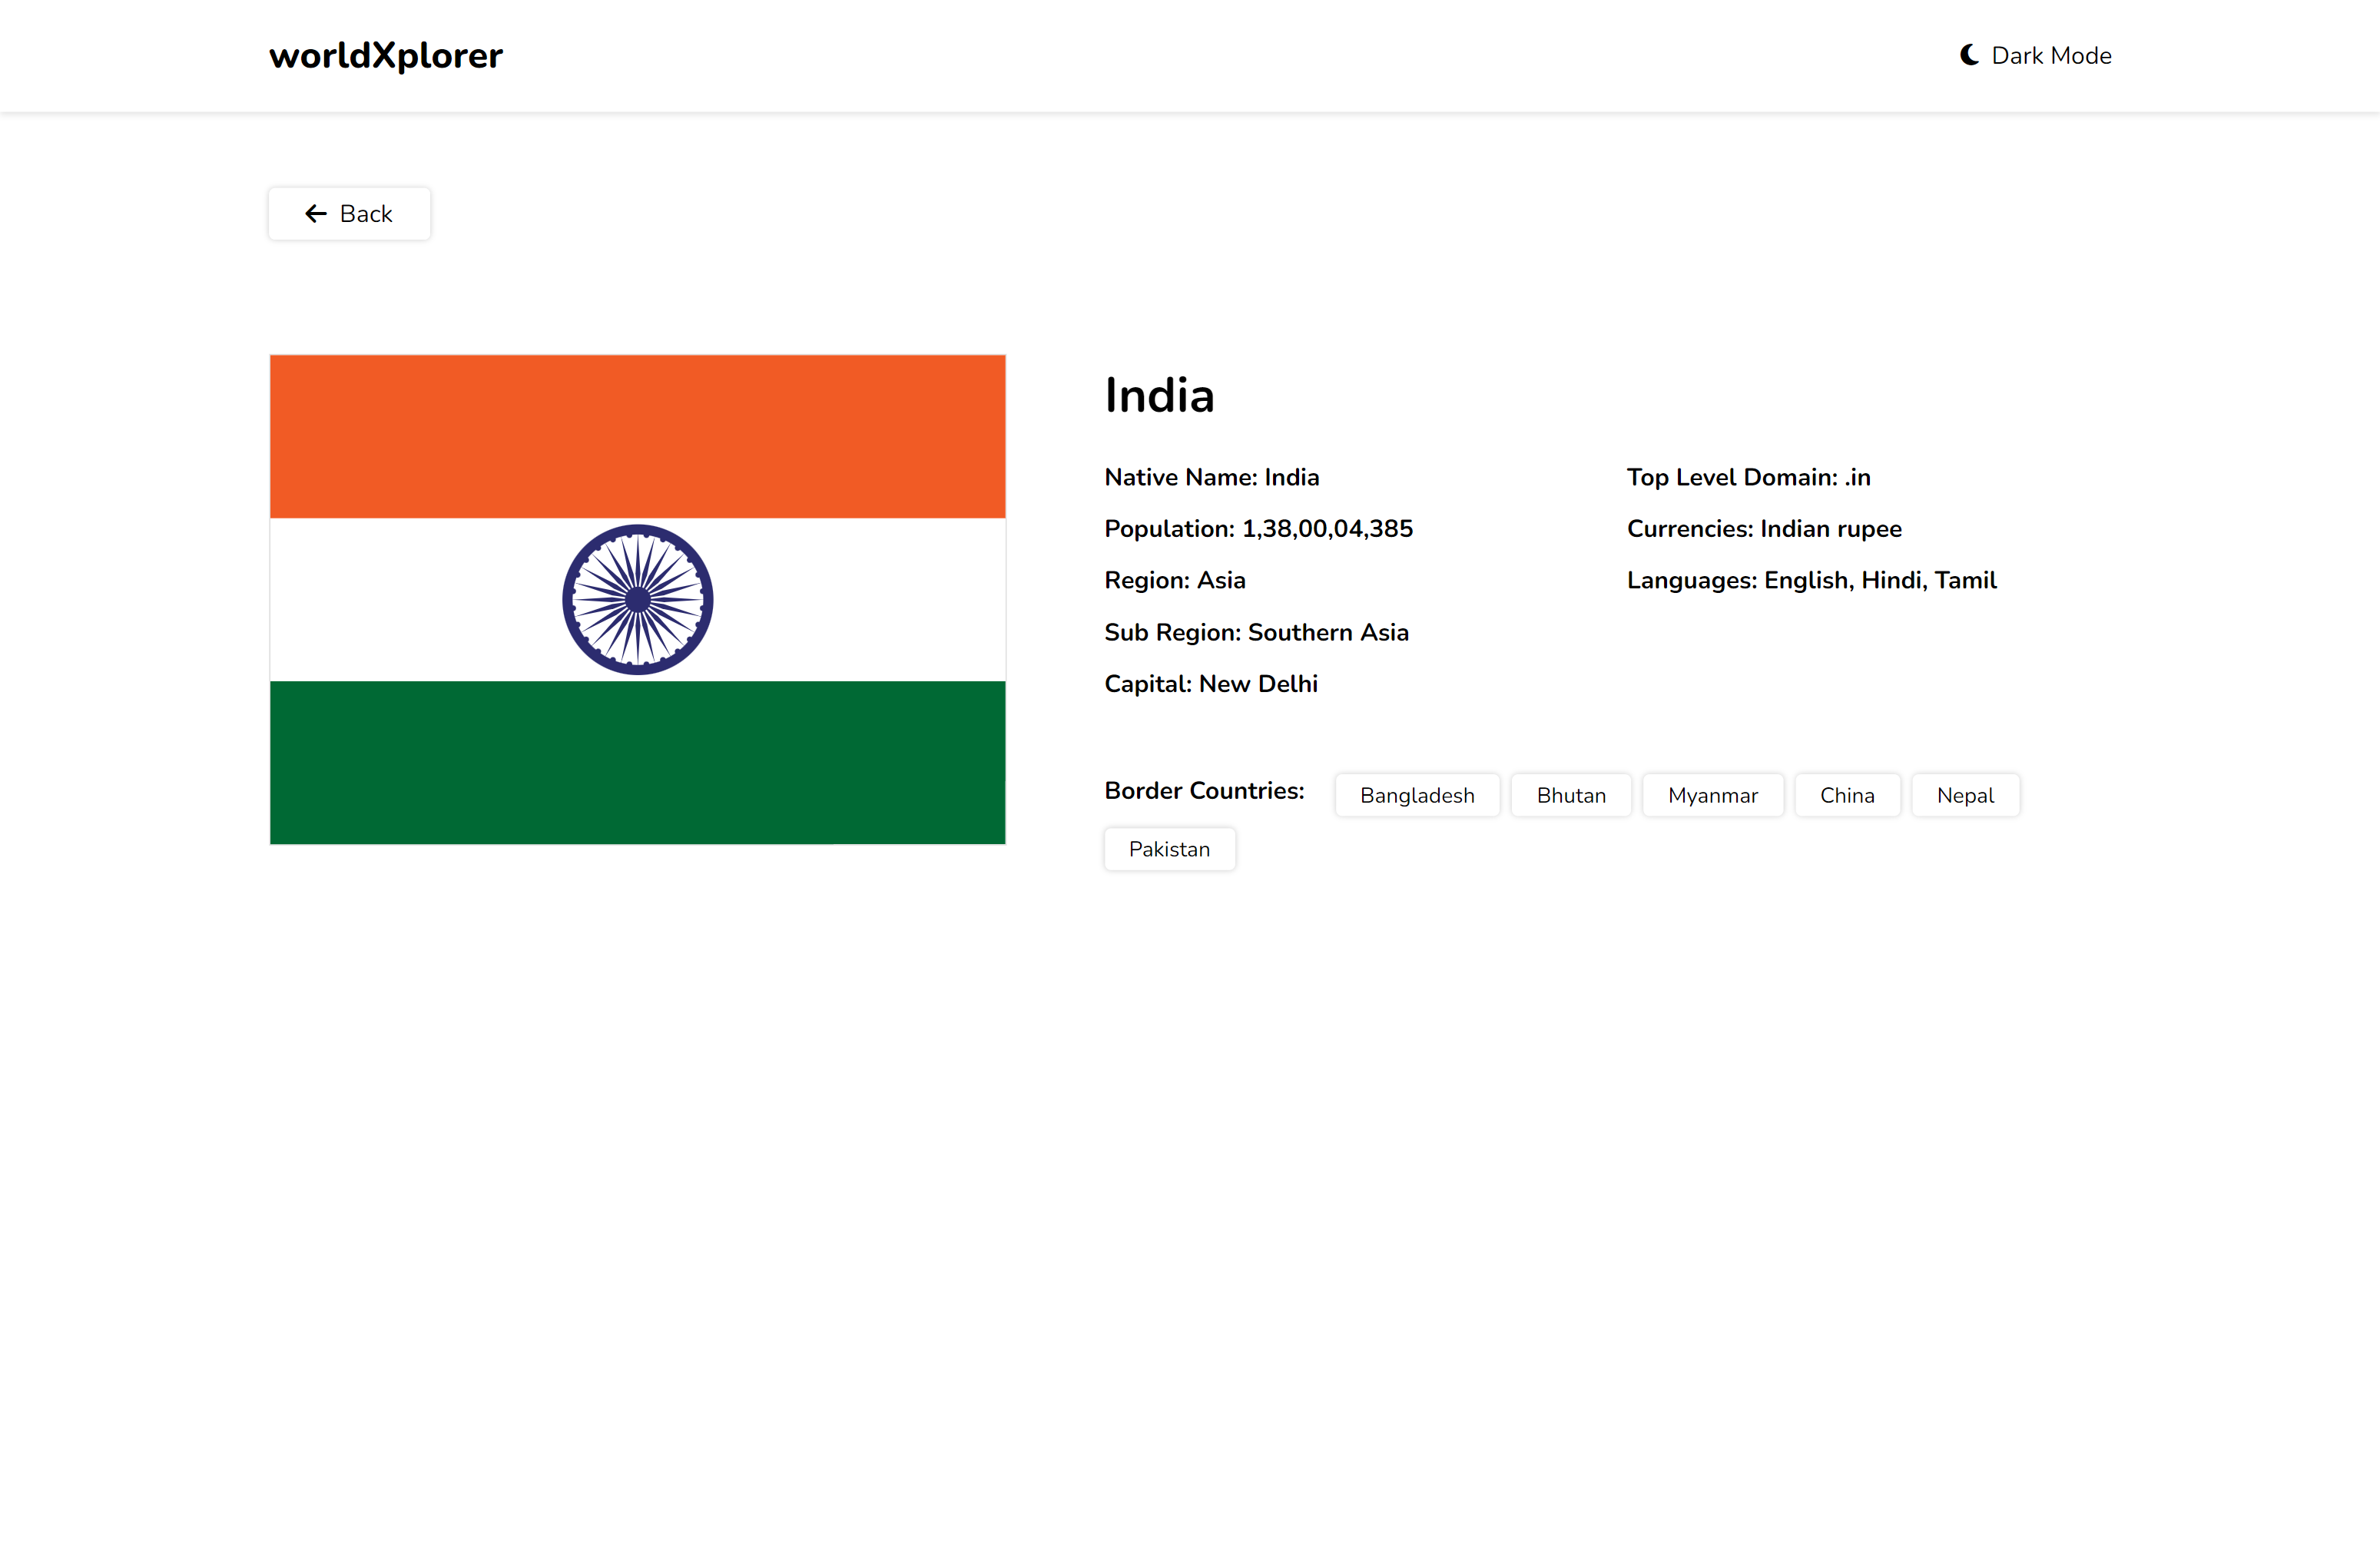 worldXplorer
Dark Mode
Back
India
Native Name: India
Population: 1,38,00,04,385
Region: Asia
Sub Region: Southern Asia
Capital: New Delhi
Top Level Domain: .in
Currencies: Indian rupee
Languages: English, Hindi, Tamil
Border Countries: Bangladesh Bhutan Myanmar China Nepal
Pakistan